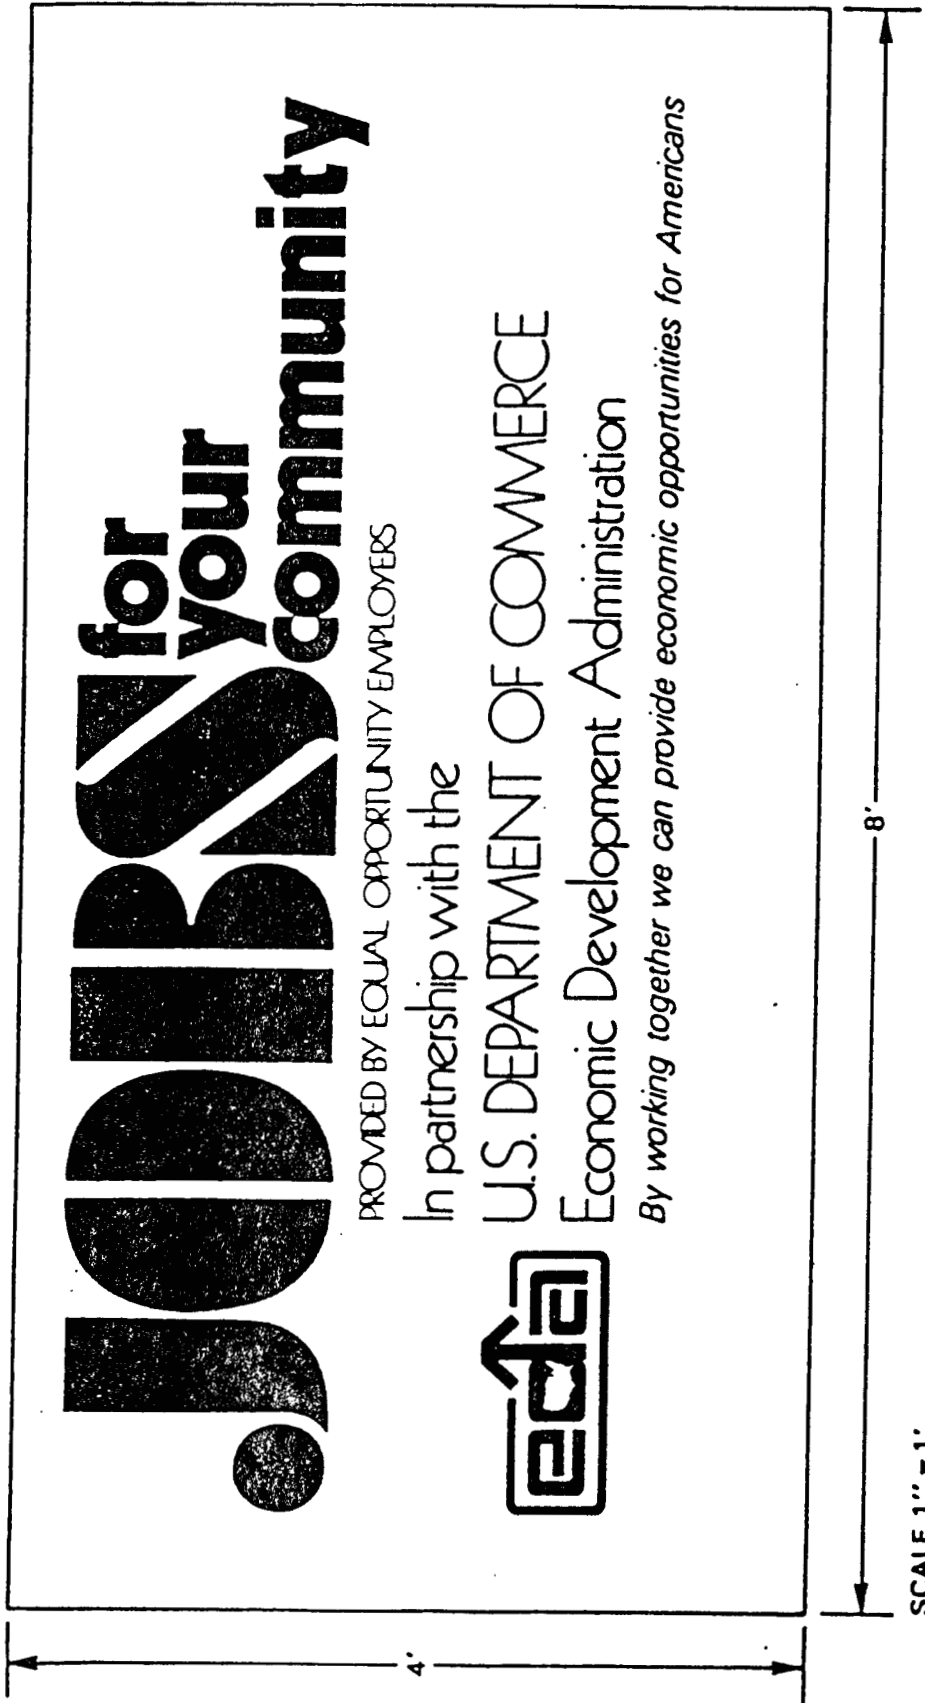 JOBS for
your
community
PROVIDED BY EQUAL OPPORTUNITY EMPLOYERS
In partnership with the
U.S. DEPARTMENT OF COMMERCE
Economic Development Administration
By working together we can provide economic opportunities for Americans
eda
4'
8'
SCALE 1" = 1'